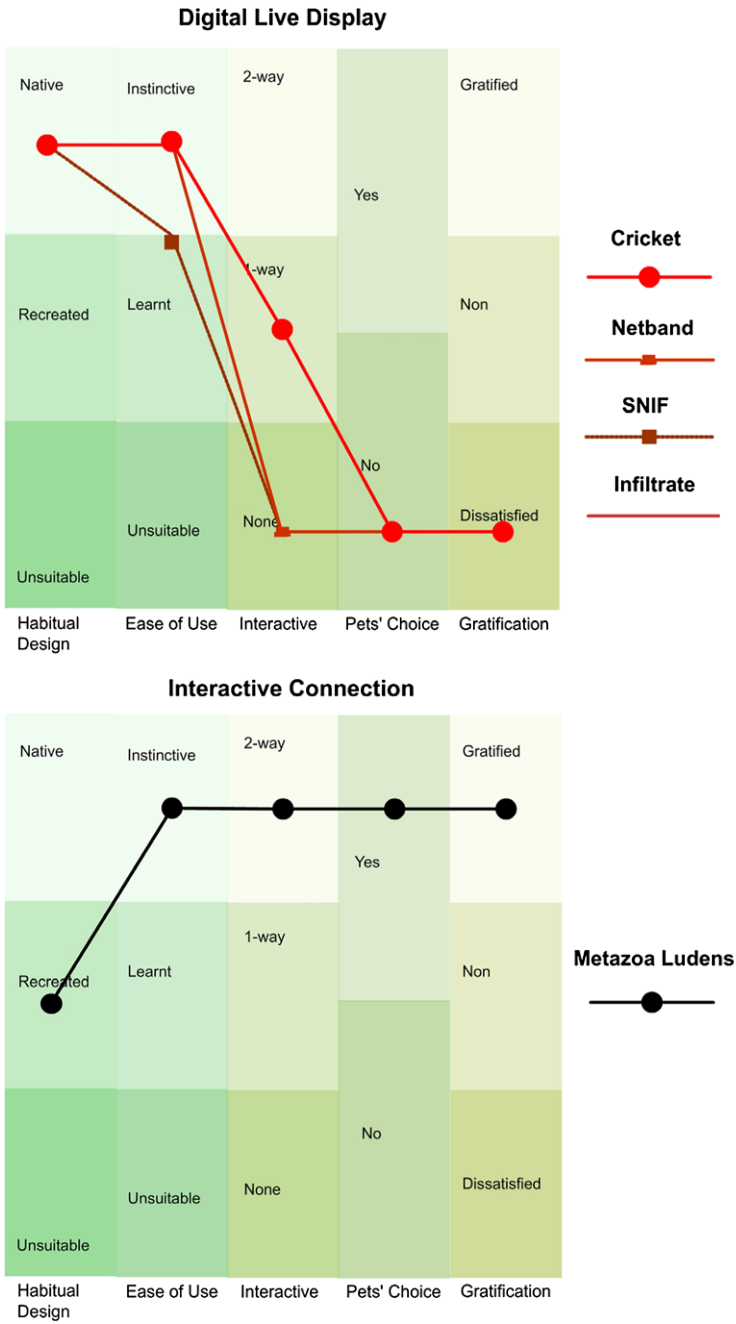 Digital Live Display
Native
Instinctive
2-way
Gratified
Yes
Cricket
1-way
Recreated
Learnt
Non
Netband
SNIF
No
Infiltrate
None
Dissatisfied
Unsuitable
Unsuitable
Habitual
Design
Ease of Use
Interactive
Pets' Choice
Gratification
Interactive Connection
Native
Instinctive
2-way
Gratified
Yes
1-way
Recreated
Learnt
Non
Metazoa Ludens
No
Unsuitable
None
Dissatisfied
Unsuitable
Habitual
Design
Ease of Use
Interactive
Pets' Choice
Gratification